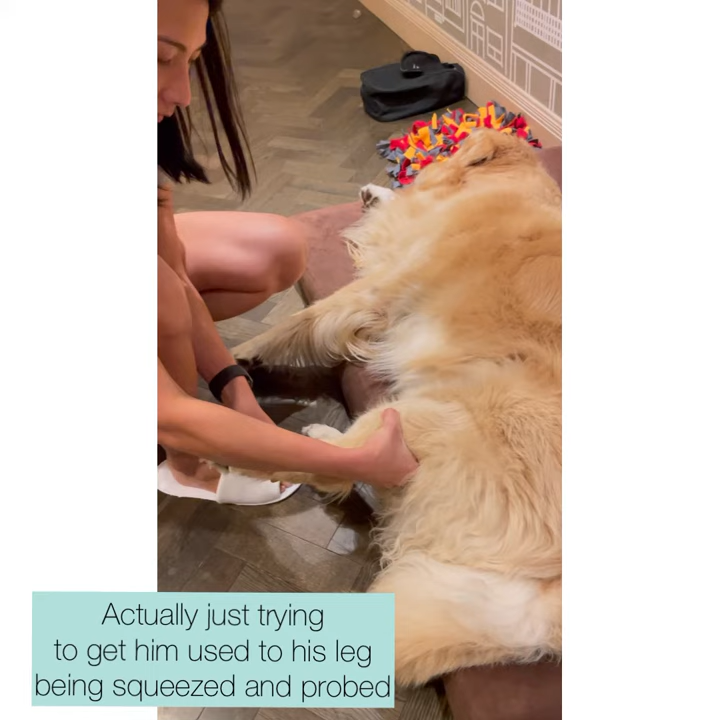 Actually just trying
to get him used to his leg
being squeezed and probed